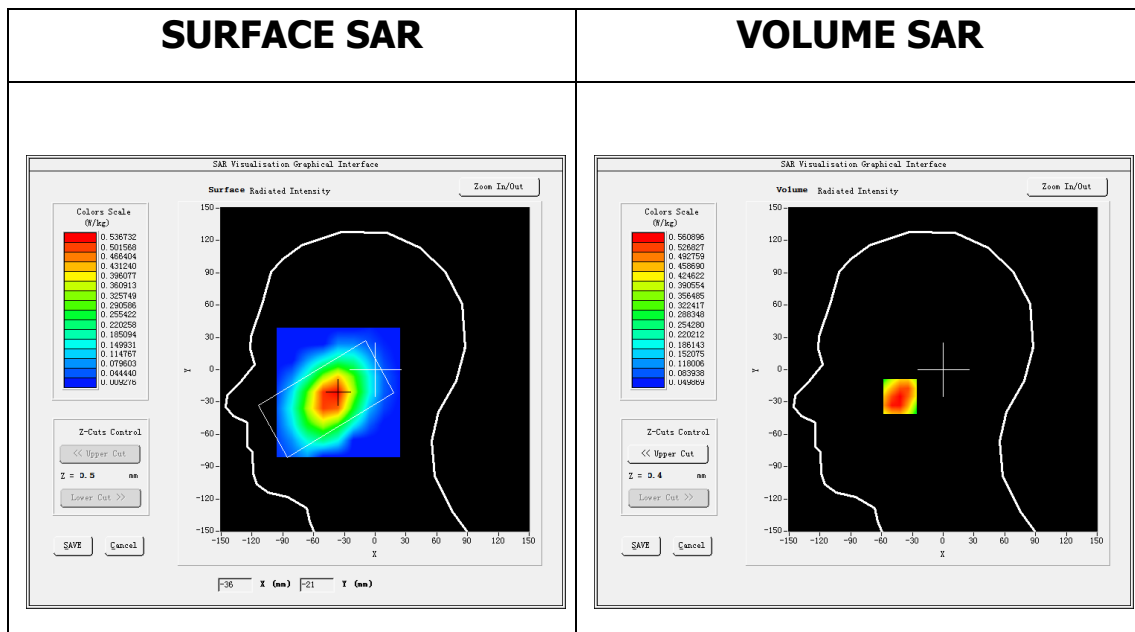 SURFACE SAR
VOLUME SAR
SAR Visualisation Graphical Interface
Surface Radiated Intensity
Zoom In/Out
Colors Scale
(W/kg)
0.536732
0.501568
0.466404
0.431240
0.396077
0.360913
0.325749
0.290586
0.255422
0.220258
0.185094
0.149931
0.114767
0.079603
0.044440
0.009276
Z-Cuts Control
<< Upper Cut
Z = 0.5 mm
Lower Cut >>
SAVE
Cancel
150
120
90
60
30
0
-30
-60
-90
-120
-150
Y
-150 -120 -90 -60 -30 0 30 60 90 120 150
X
-36 X (mm) -21 Y (mm)
SAR Visualisation Graphical Interface
Volume Radiated Intensity
Zoom In/Out
Colors Scale
(W/kg)
0.560896
0.526827
0.492759
0.458690
0.424622
0.390554
0.356485
0.322417
0.288348
0.254280
0.220212
0.186143
0.152075
0.118006
0.083938
0.049869
Z-Cuts Control
<< Upper Cut
Z = 0.4 mm
Lower Cut >>
SAVE
Cancel
150
120
90
60
30
0
-30
-60
-90
-120
-150
Y
-150 -120 -90 -60 -30 0 30 60 90 120 150
X